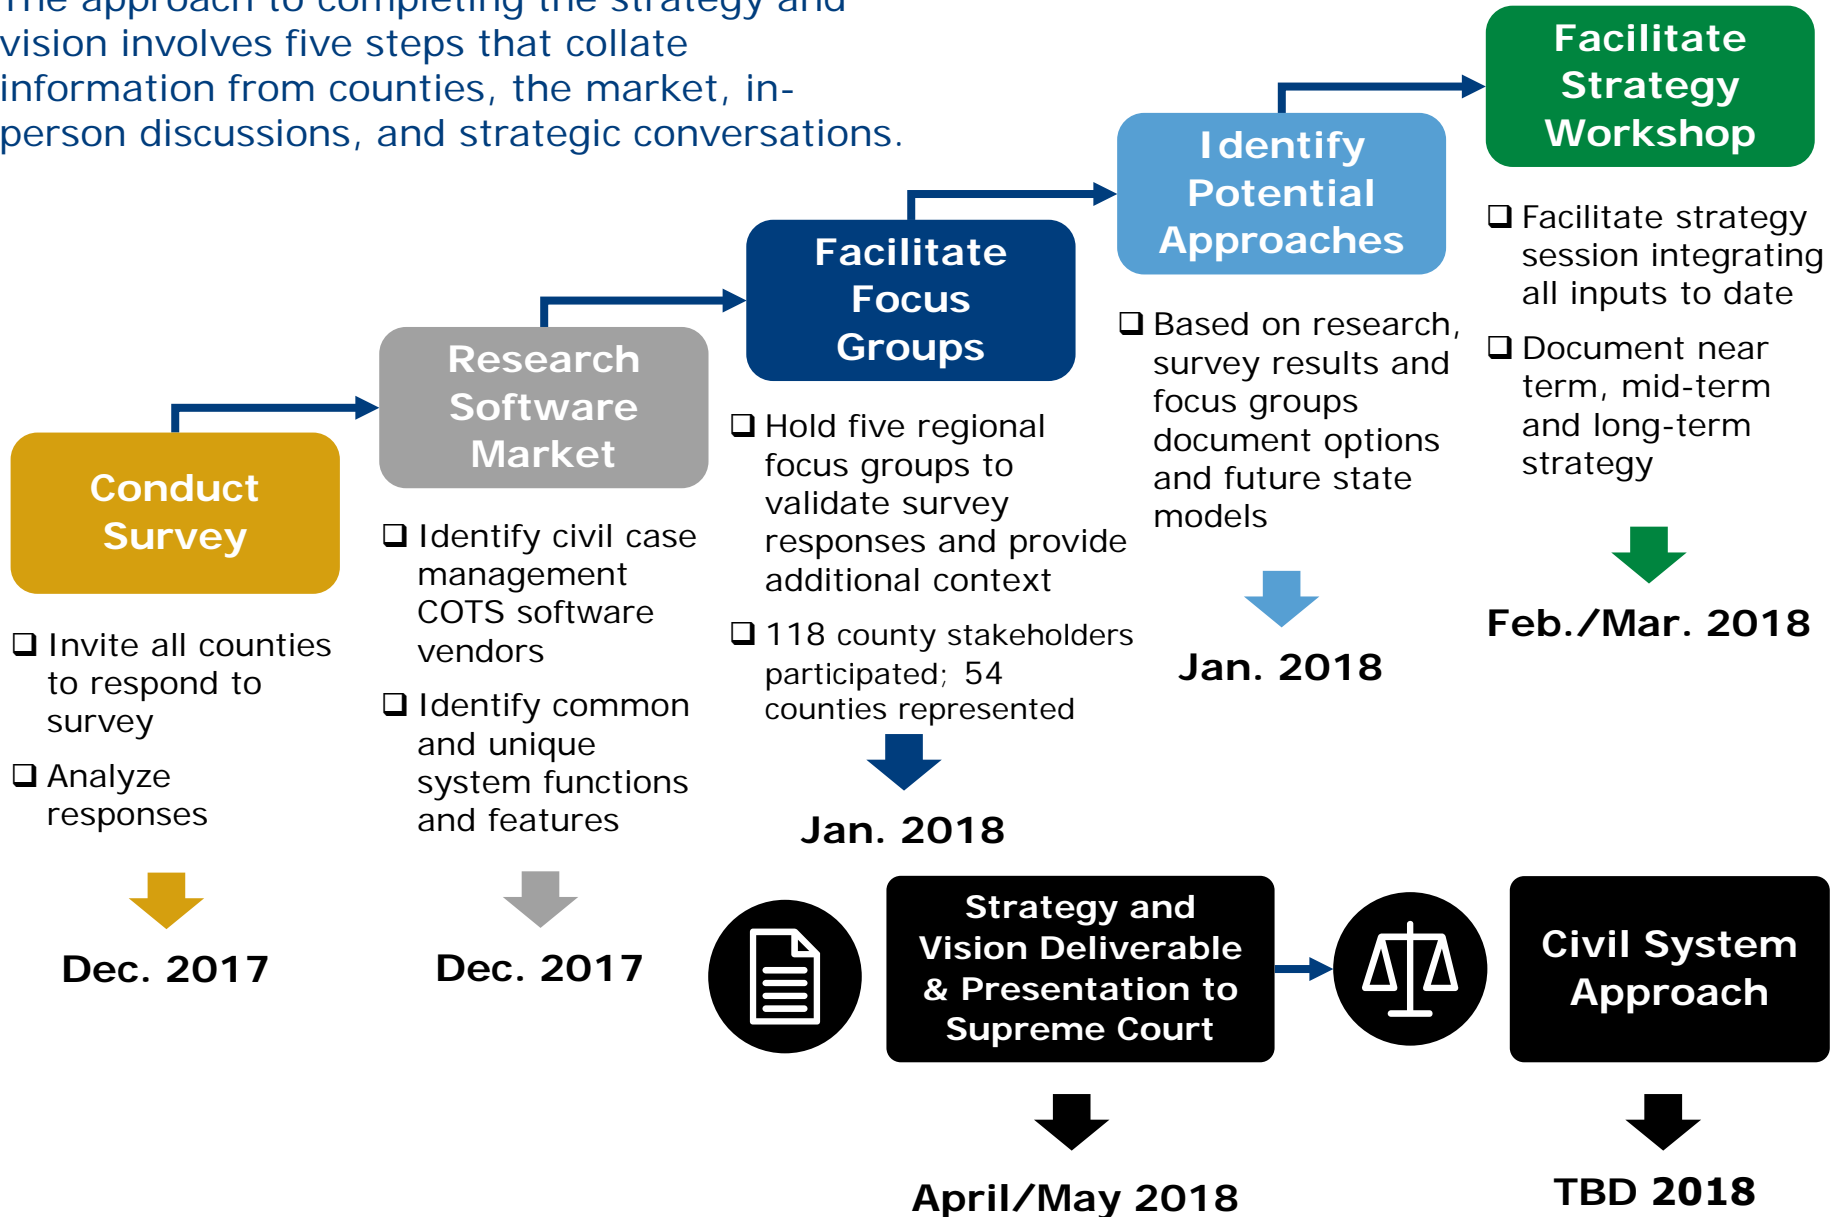 The approach to completing the strategy and
vision involves five steps that collate
information from counties, the market, in-
person discussions, and strategic conversations.
Conduct
Survey
❑ Invite all counties
to respond to
survey
❑ Analyze
responses
Dec. 2017
Research
Software
Market
❑ Identify civil case
management
COTS software
vendors
❑ Identify common
and unique
system functions
and features
Dec. 2017
Facilitate
Focus
Groups
❑ Hold five regional
focus groups to
validate survey
responses and provide
additional context
❑ 118 county stakeholders
participated; 54
counties represented
Jan. 2018
Identify
Potential
Approaches
❑ Based on research,
survey results and
focus groups
document options
and future state
models
Jan. 2018
Facilitate
Strategy
Workshop
❑ Facilitate strategy
session integrating
all inputs to date
❑ Document near
term, mid-term
and long-term
strategy
Feb./Mar. 2018
Strategy and
Vision Deliverable
& Presentation to
Supreme Court
April/May 2018
Civil System
Approach
TBD 2018